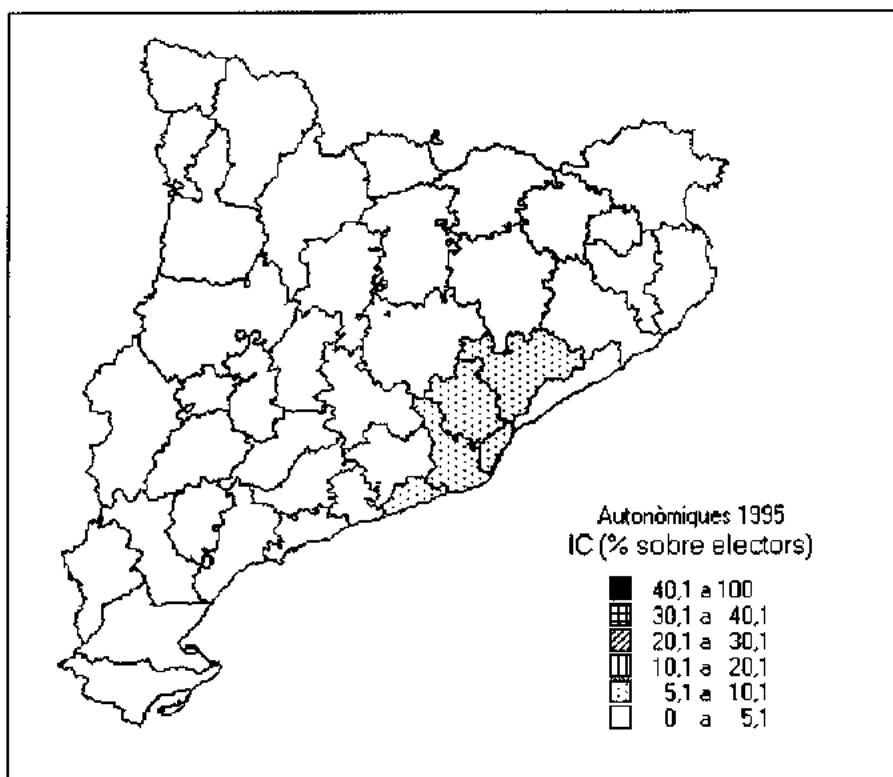 Autonòmiques 1995
IC (% sobre electors)
40,1 a 100
30,1 a 40,1
20,1 a 30,1
10,1 a 20,1
5,1 a 10,1
0 a 5,1